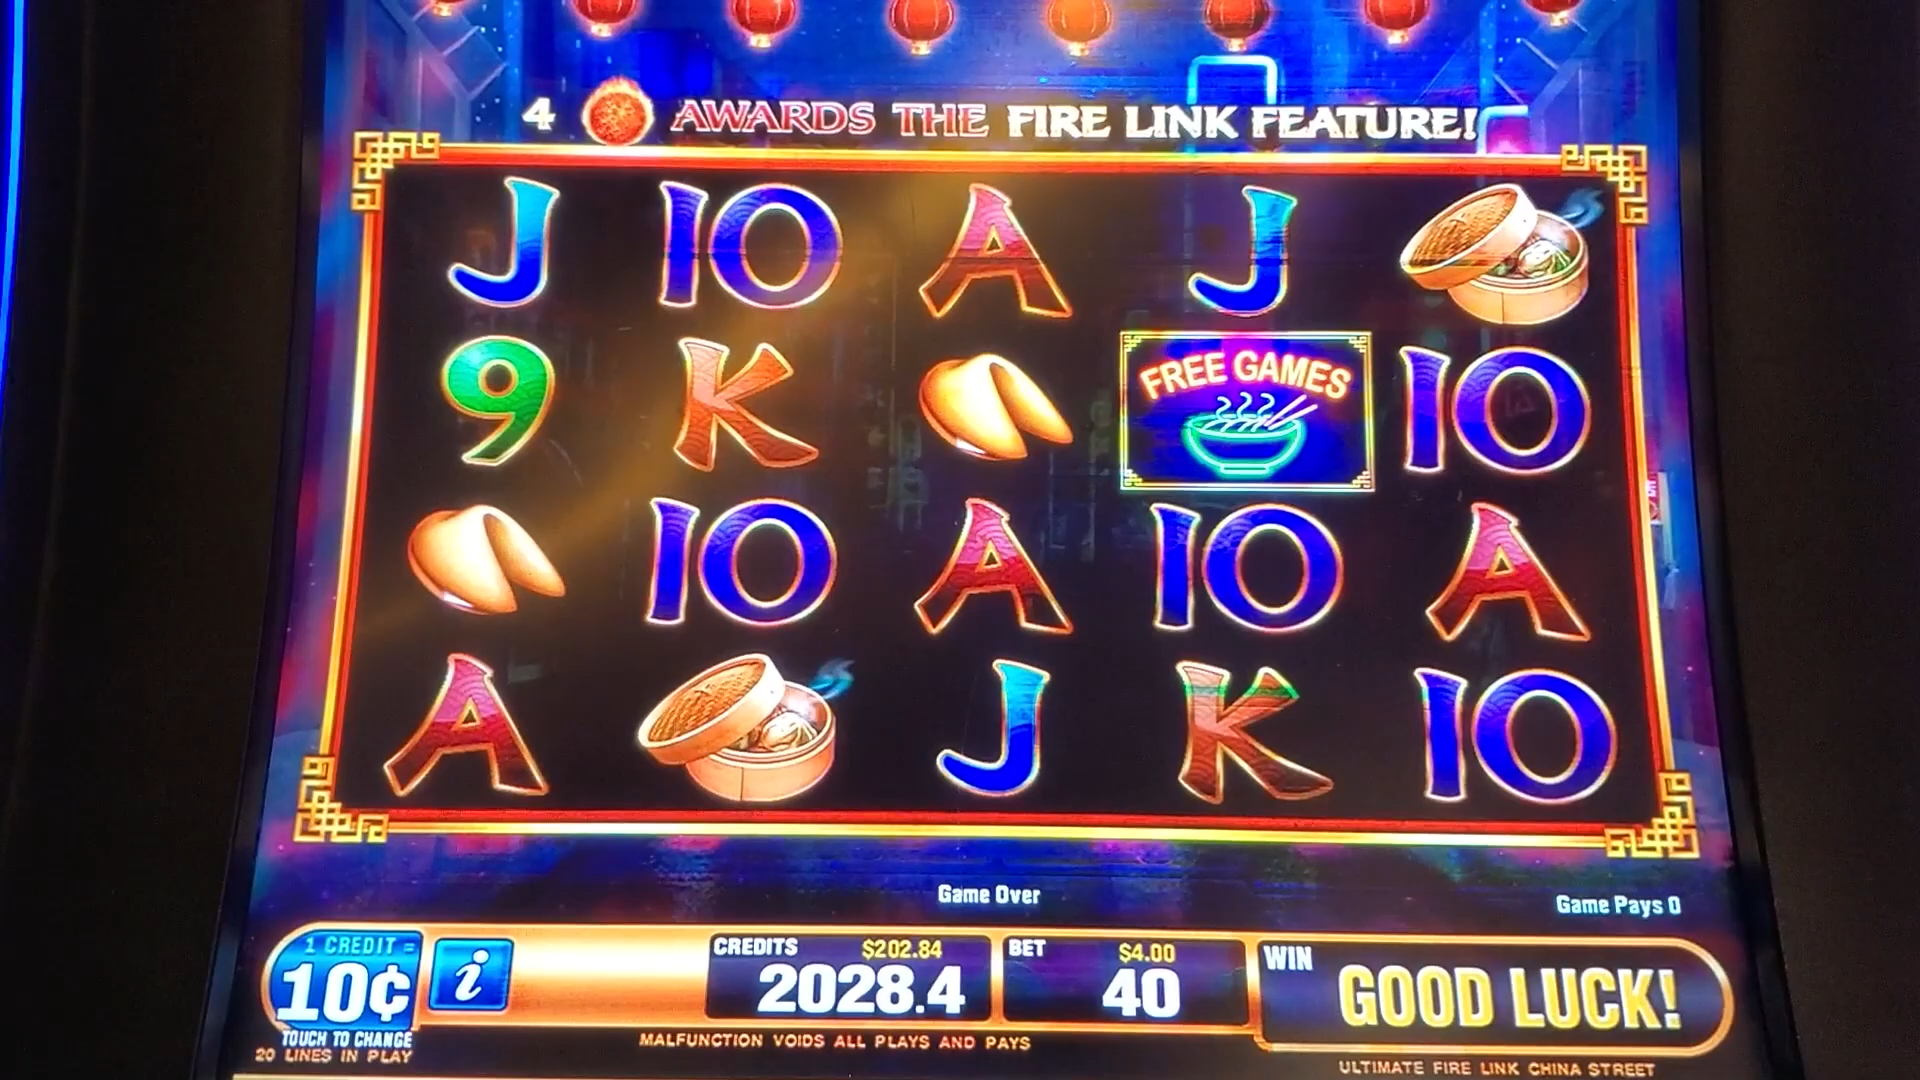 4 AWARDS THE FIRE LINK FEATURE!
J 10 A J
9 K FREE GAMES 10
10 A 10 A
A J K 10
Game Over
Game Pays 0
1 CREDIT =
10¢
TOUCH TO CHANGE
20 LINES IN PLAY
i
CREDITS $202.84
2028.4
BET $4.00
40
WIN
GOOD LUCK!
MALFUNCTION VOIDS ALL PLAYS AND PAYS
ULTIMATE FIRE LINK CHINA STREET